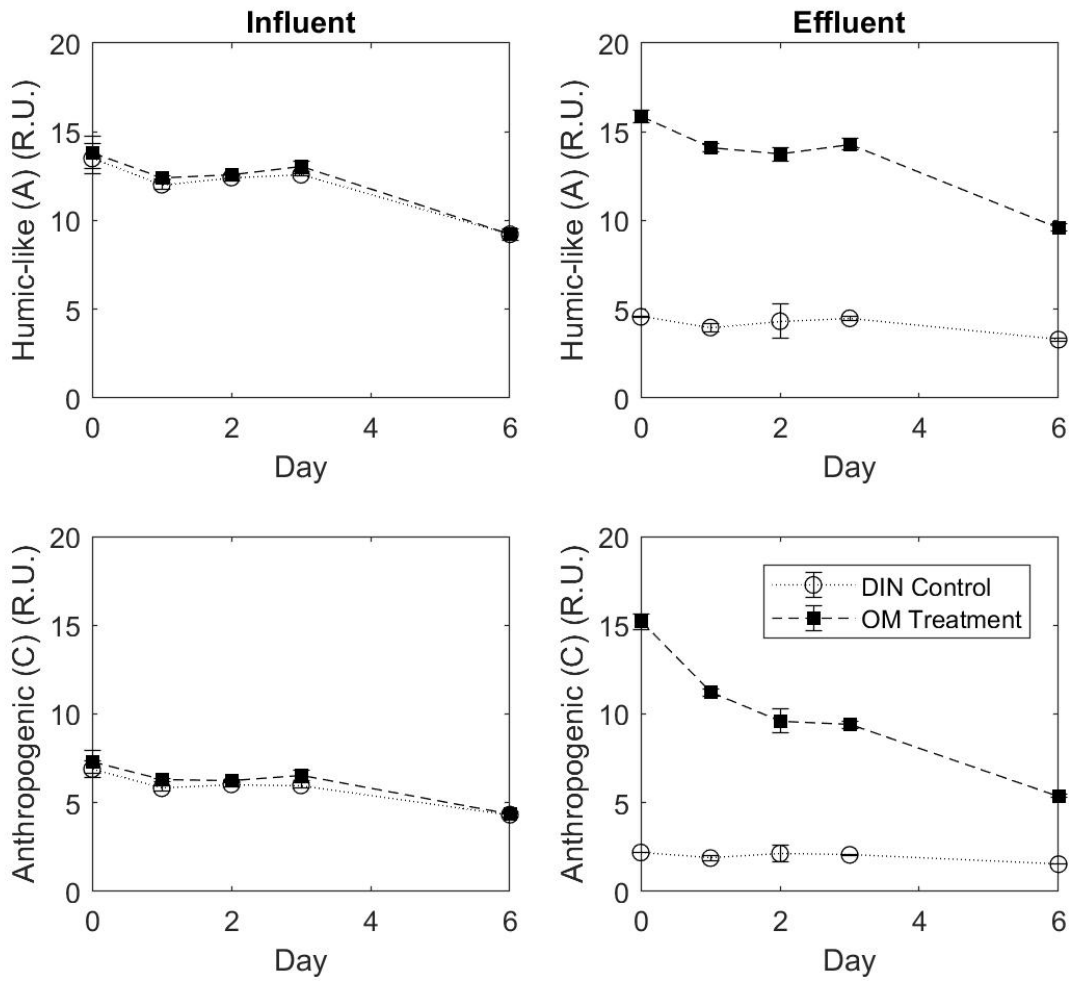 Influent
Effluent
Humic-like (A) (R.U.)
20
15
10
5
0
0 2 4 6
Day
Humic-like (A) (R.U.)
20
15
10
5
0
0 2 4 6
Day
Anthropogenic (C) (R.U.)
20
15
10
5
0
0 2 4 6
Day
Anthropogenic (C) (R.U.)
20
15
10
5
0
DIN Control
OM Treatment
0 2 4 6
Day